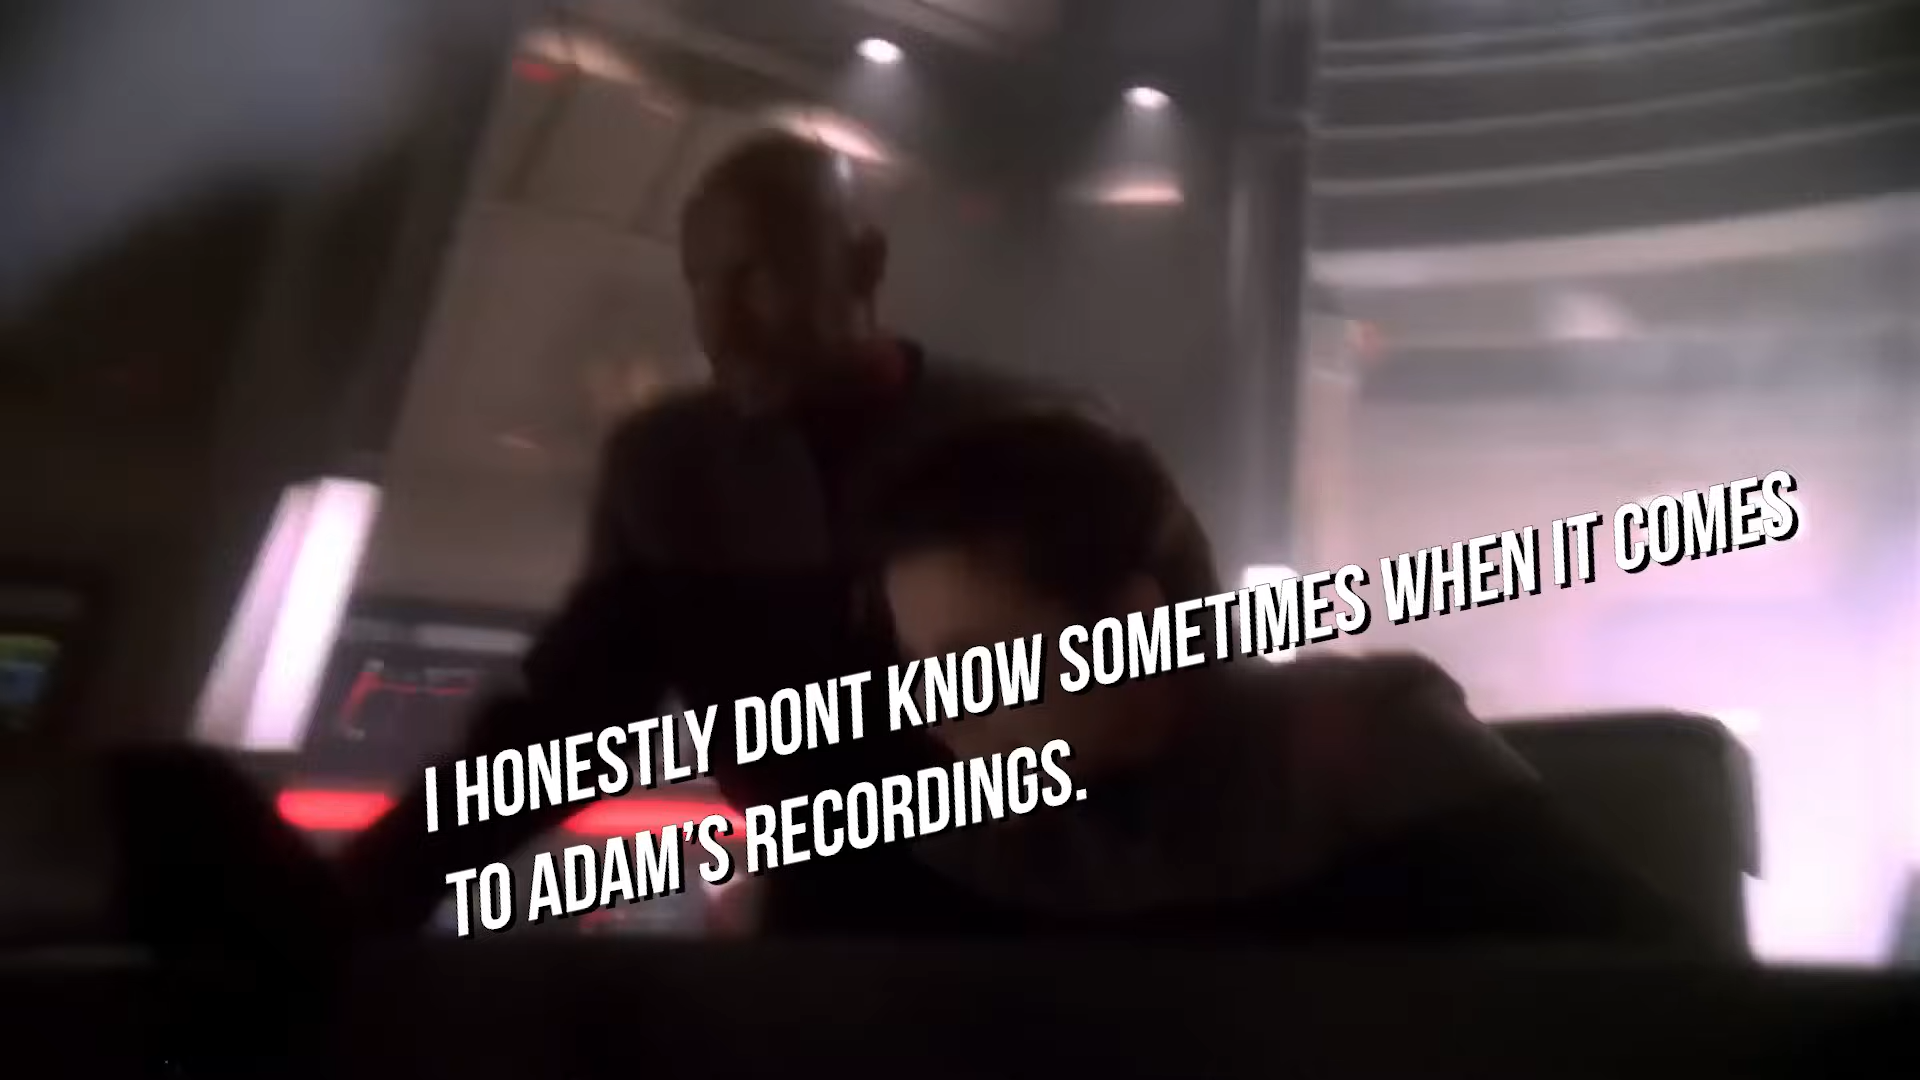 I HONESTLY DONT KNOW SOMETIMES WHEN IT COMES
TO ADAM'S RECORDINGS.